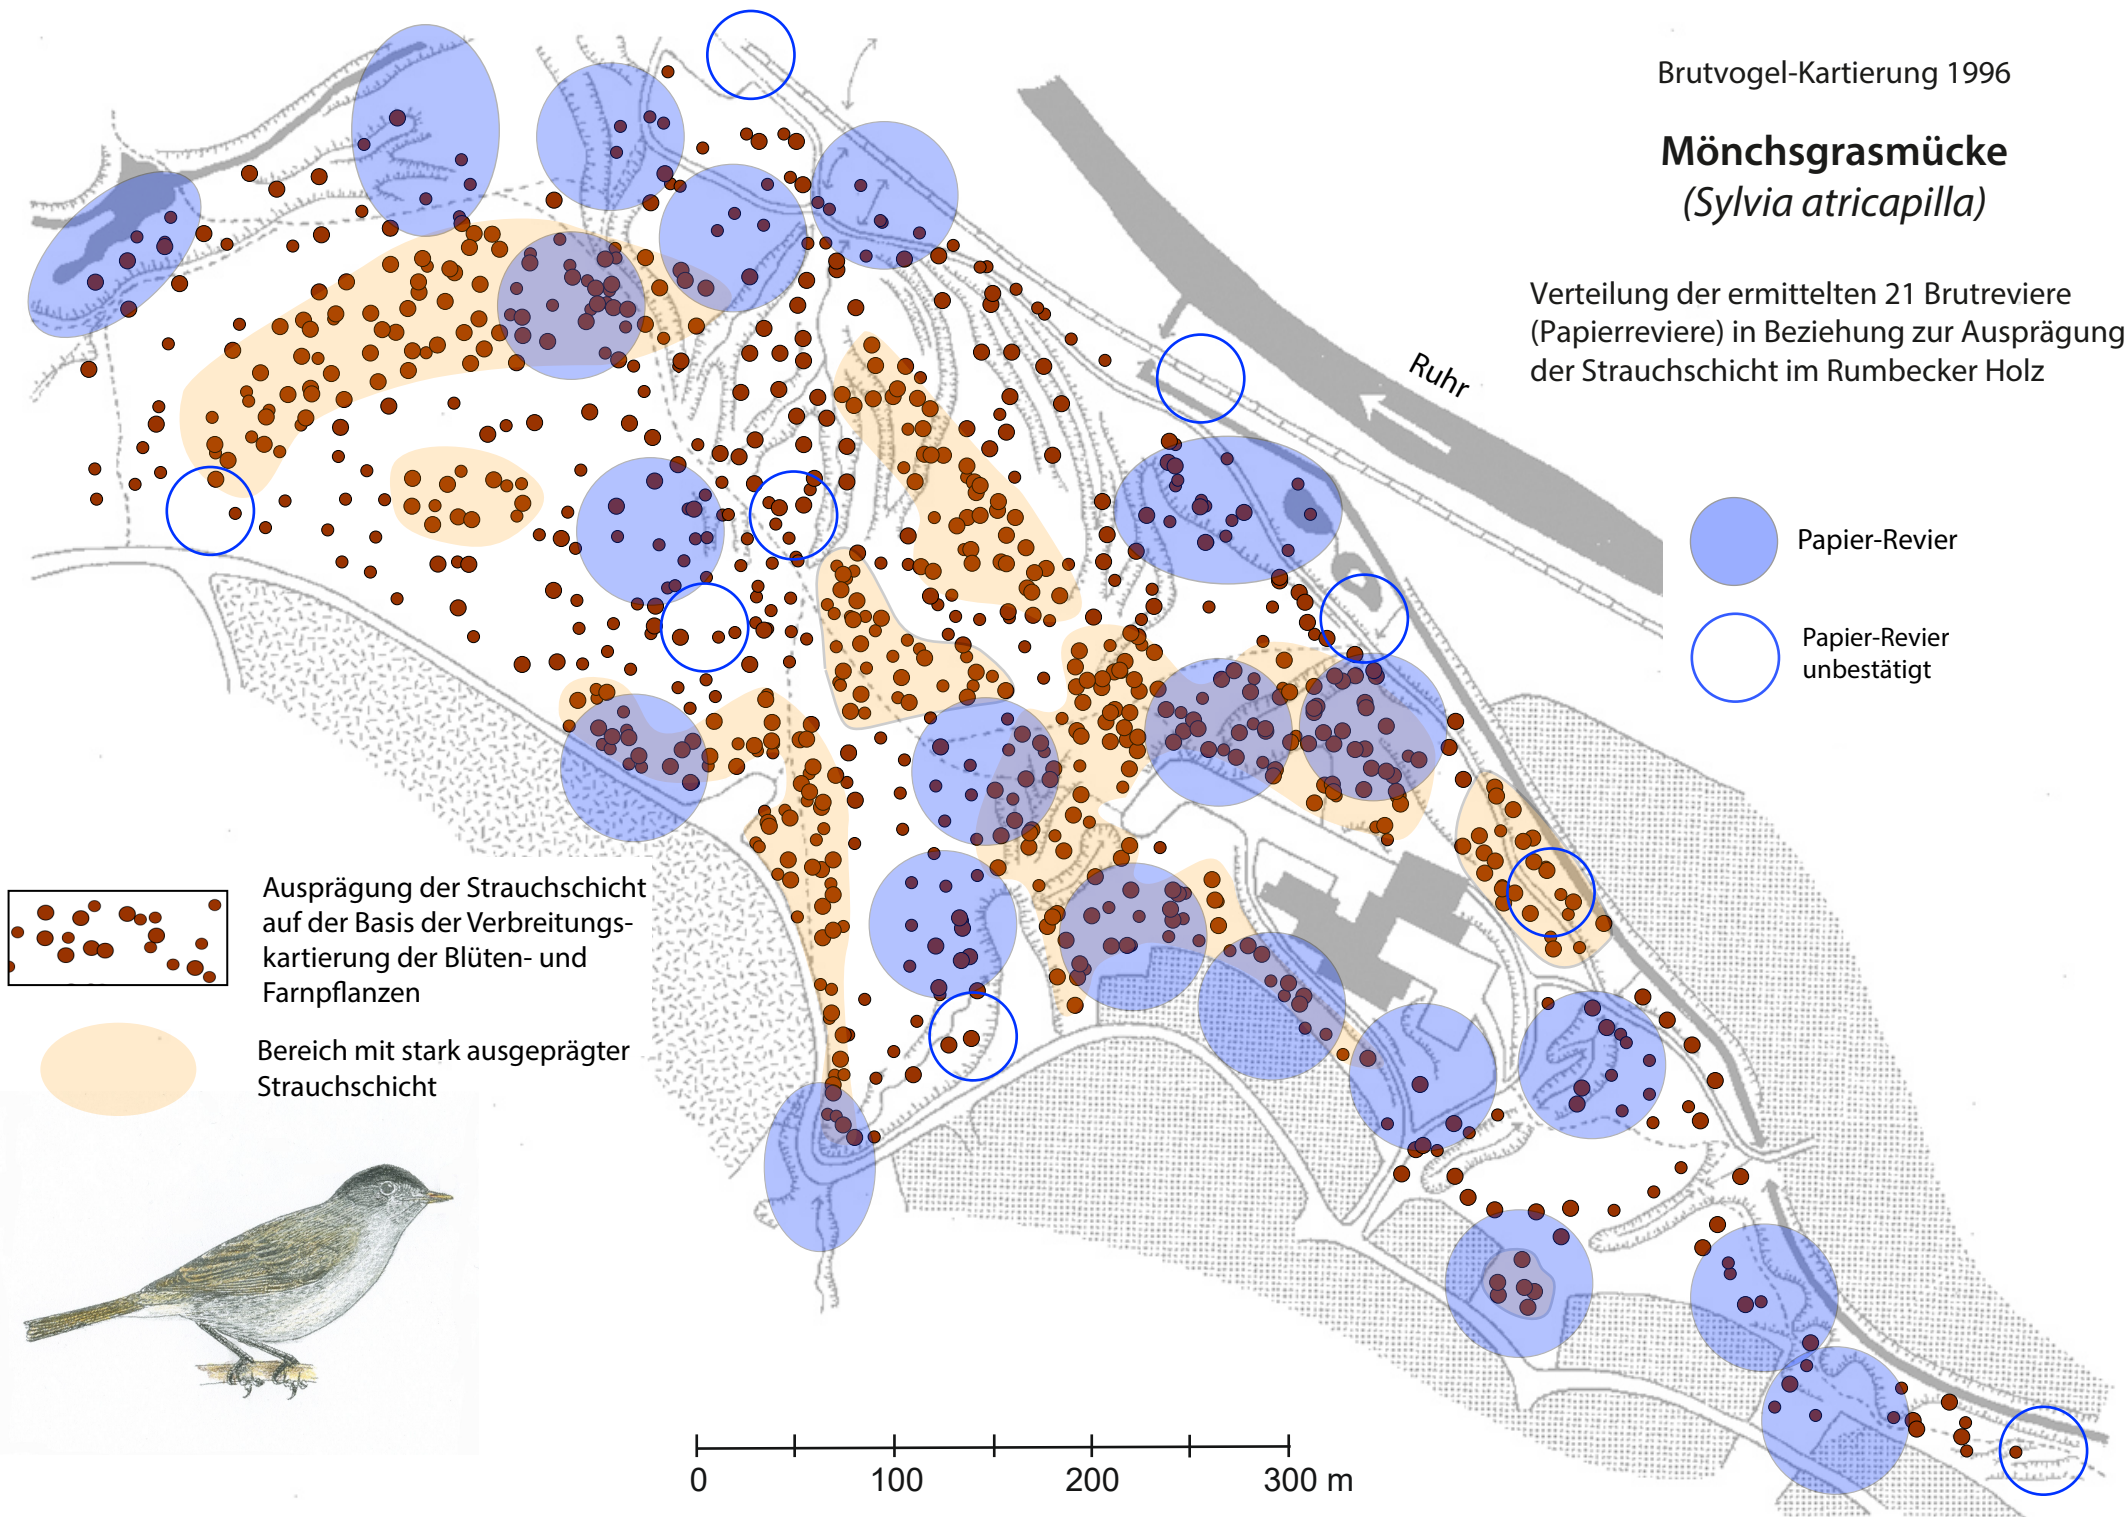 Brutvogel-Kartierung 1996
Mönchsgrasmücke
(Sylvia atricapilla)
Verteilung der ermittelten 21 Brutreviere
(Papierreviere) in Beziehung zur Ausprägung
der Strauchschicht im Rumbecker Holz
Ruhr
Papier-Revier
Papier-Revier
unbestätigt
Ausprägung der Strauchschicht
auf der Basis der Verbreitungs-
kartierung der Blüten- und
Farnpflanzen
Bereich mit stark ausgeprägter
Strauchschicht
0 100 200 300 m